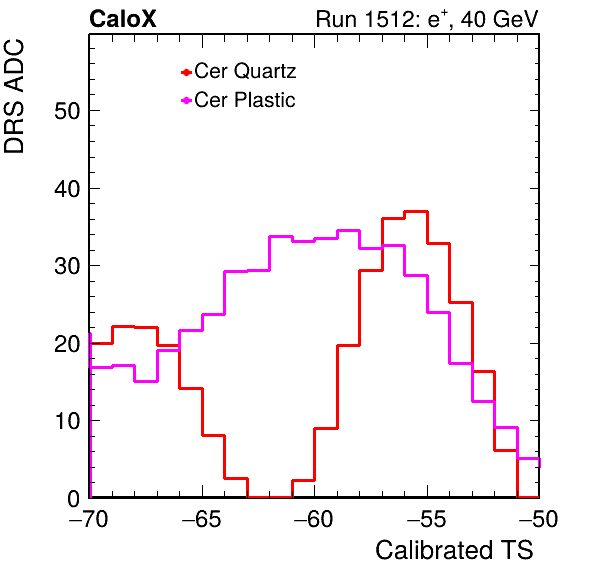 CaloX Run 1512: e⁺, 40 GeV
DRS ADC
Cer Quartz
Cer Plastic
50
40
30
20
10
0
−70 −65 −60 −55 −50
Calibrated TS